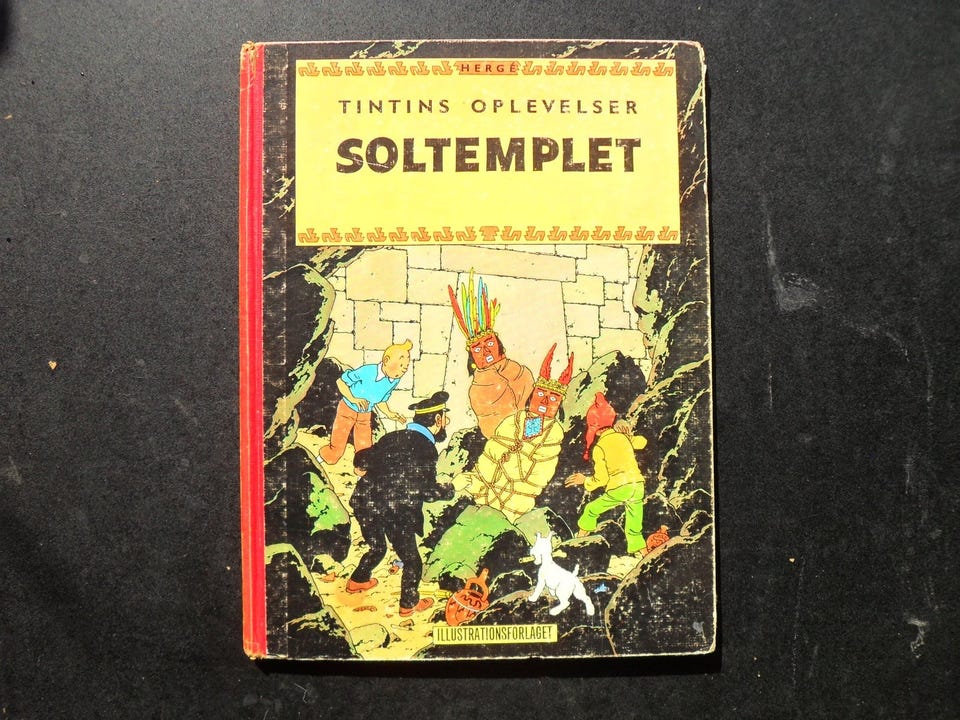 HERGÉ
TINTINS OPLEVELSER
SOLTEMPLET
ILLUSTRATIONSFORLAGET